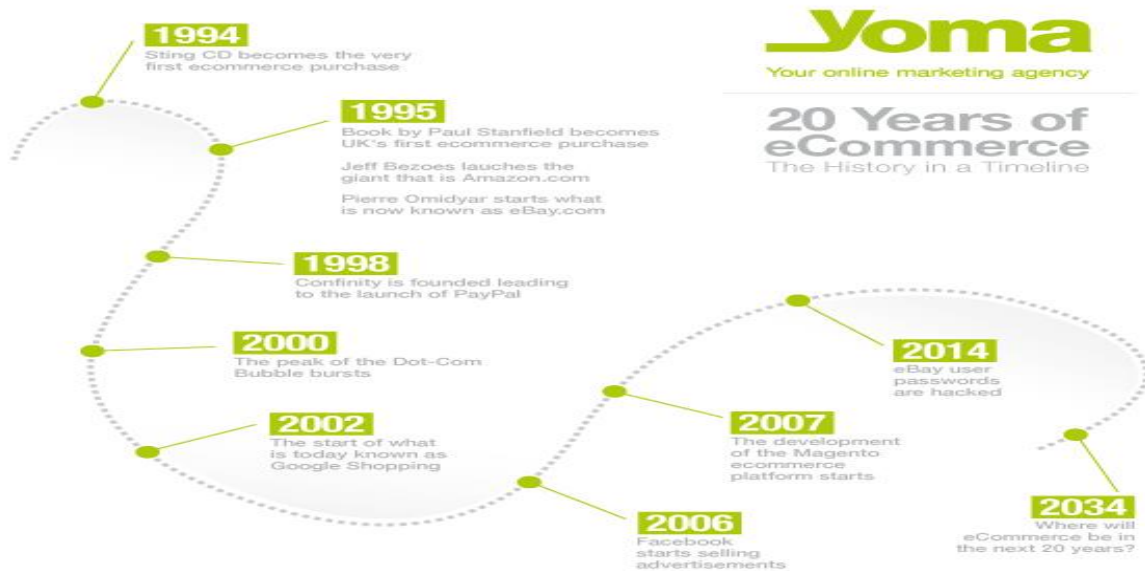 1994
Sting CD becomes the very
first ecommerce purchase
Yoma
Your online marketing agency
20 Years of
eCommerce
The History in a Timeline
1995
Book by Paul Stanfield becomes
UK's first ecommerce purchase
Jeff Bezoes lauches the
giant that is Amazon.com
Pierre Omidyar starts what
is now known as eBay.com
1998
Confinity is founded leading
to the launch of PayPal
2000
The peak of the Dot-Com
Bubble bursts
2002
The start of what
is today known as
Google Shopping
2006
Facebook
starts selling
advertisements
2007
The development
of the Magento
ecommerce
platform starts
2014
eBay user
passwords
are hacked
2034
Where will
eCommerce be in
the next 20 years?